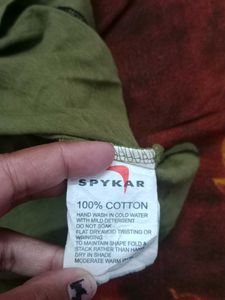 SPYKAR
100% COTTON
HAND WASH IN COLD WATER
WITH MILD DETERGENT
DO NOT SOAK
FLAT DRY.AVOID TWISTING OR
WRINGING
TO MAINTAIN SHAPE FOLD &
STACK RATHER THAN HANG
DRY IN SHADE
MODERATE WARM